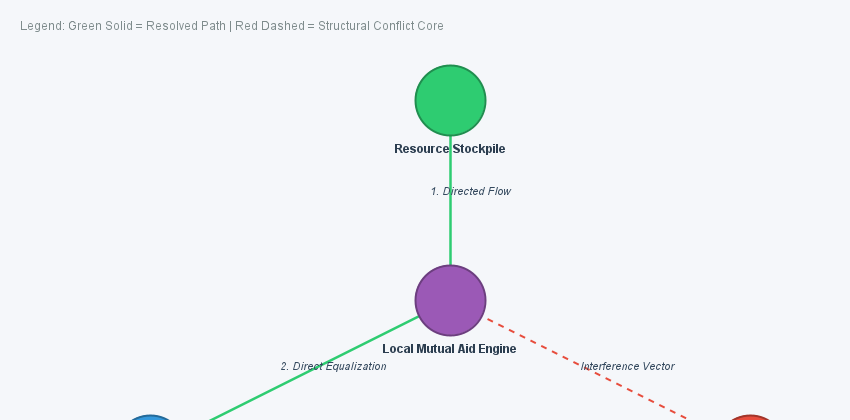 Legend: Green Solid = Resolved Path | Red Dashed = Structural Conflict Core
Resource Stockpile
1. Directed Flow
Local Mutual Aid Engine
2. Direct Equalization
Interference Vector